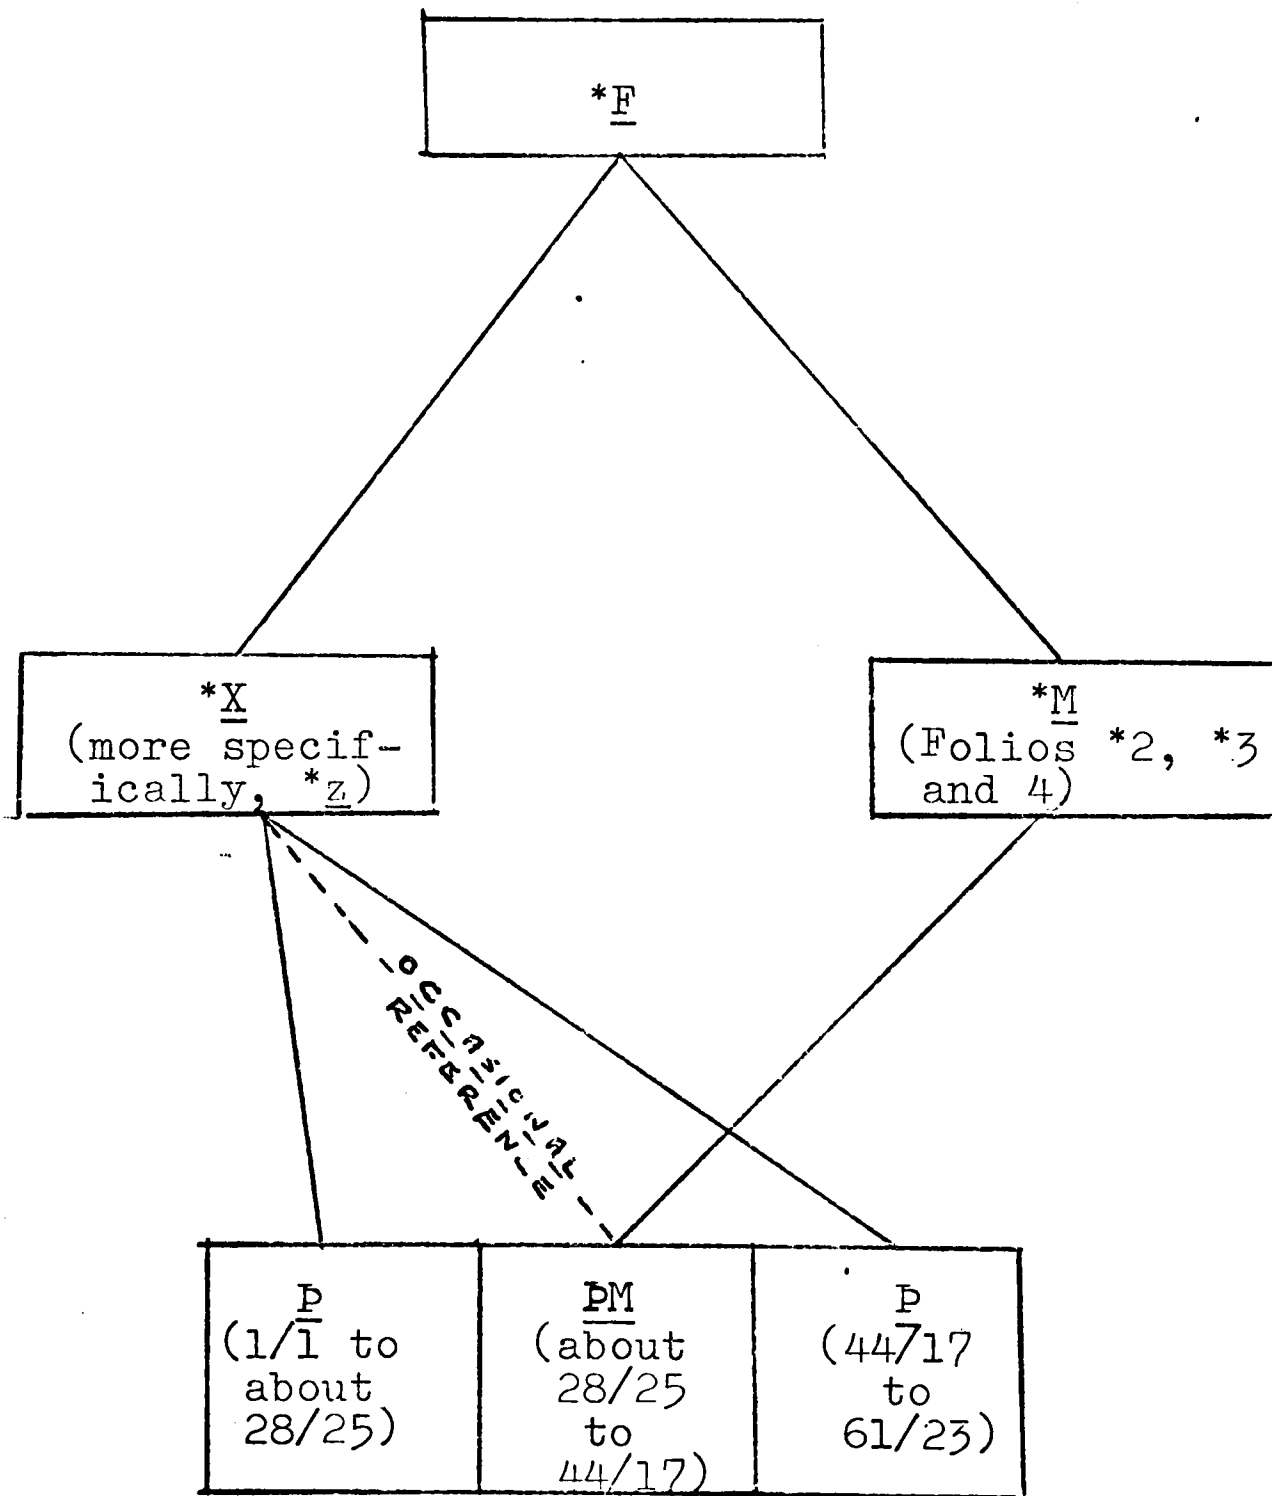 *F
*X
(more specif-
ically, *z)
*M
(Folios *2, *3
and 4)
OCCASIONAL
REFERENCE
Þ
(1/1 to
about
28/25)
ÞM
(about
28/25
to
44/17)
Þ
(44/17
to
61/23)